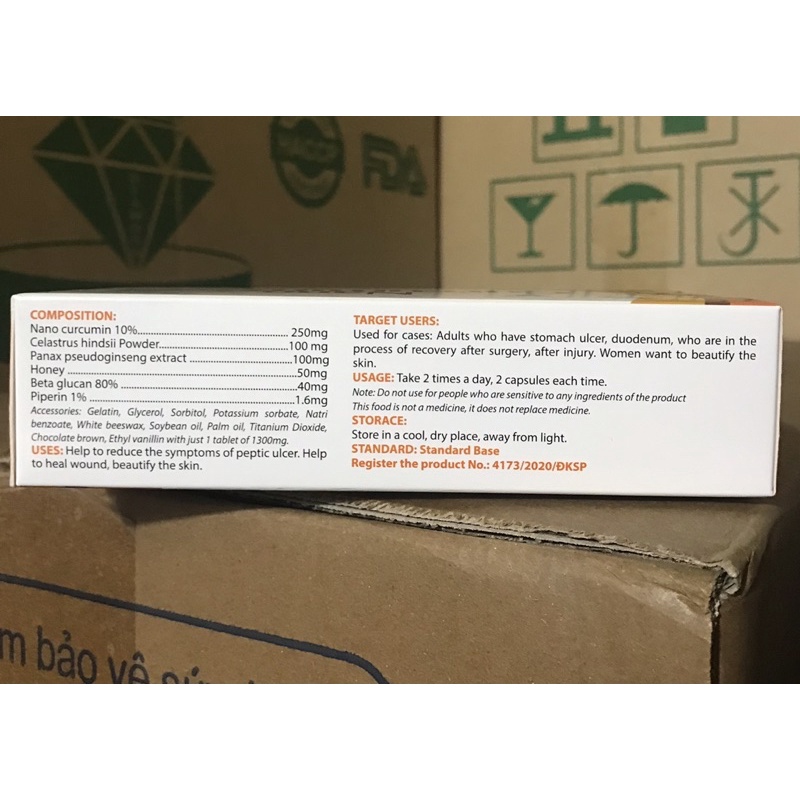 HACCP
FDA
COMPOSITION:
Nano curcumin 10%................................................ 250mg
Celastrus hindsii Powder.........................................100 mg
Panax pseudoginseng extract .................................100mg
Honey .........................................................................50mg
Beta glucan 80% .........................................................40mg
Piperin 1% ..................................................................1.6mg
Accessories: Gelatin, Glycerol, Sorbitol, Potassium sorbate, Natri
benzoate, White beeswax, Soybean oil, Palm oil, Titanium Dioxide,
Chocolate brown, Ethyl vanillin with just 1 tablet of 1300mg.
USES: Help to reduce the symptoms of peptic ulcer. Help
to heal wound, beautify the skin.
TARGET USERS:
Used for cases: Adults who have stomach ulcer, duodenum, who are in the
process of recovery after surgery, after injury. Women want to beautify the
skin.
USAGE: Take 2 times a day, 2 capsules each time.
Note: Do not use for people who are sensitive to any ingredients of the product
This food is not a medicine, it does not replace medicine.
STORACE:
Store in a cool, dry place, away from light.
STANDARD: Standard Base
Register the product No.: 4173/2020/ĐKSP
m bảo vệ